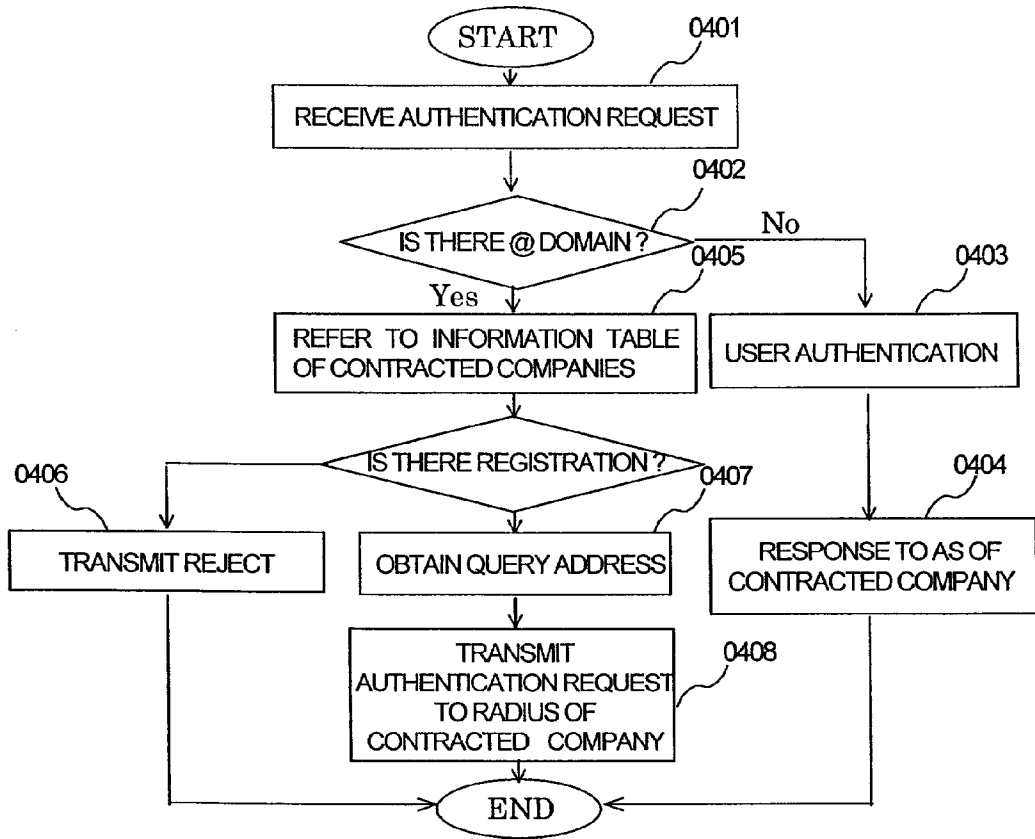 START
0401
RECEIVE AUTHENTICATION REQUEST
0402
IS THERE @ DOMAIN ?
No
Yes
0405
0403
REFER TO INFORMATION TABLE
OF CONTRACTED COMPANIES
USER AUTHENTICATION
IS THERE REGISTRATION ?
0406
0407
0404
TRANSMIT REJECT
OBTAIN QUERY ADDRESS
RESPONSE TO AS OF
CONTRACTED COMPANY
TRANSMIT
AUTHENTICATION REQUEST
TO RADIUS OF
CONTRACTED COMPANY
0408
END